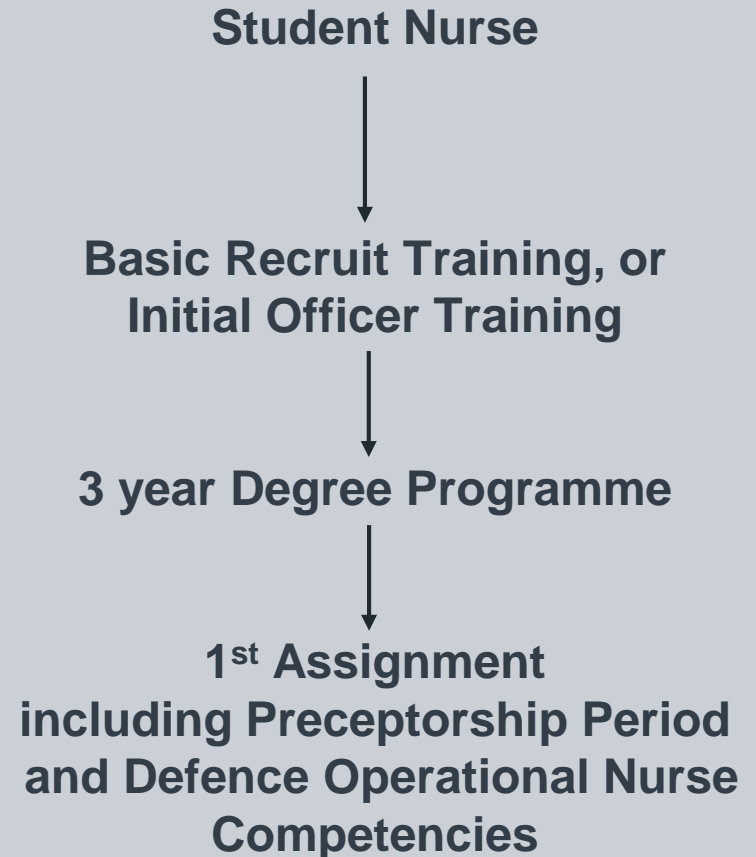 Student Nurse
Basic Recruit Training, or
Initial Officer Training
3 year Degree Programme
1st Assignment
including Preceptorship Period
and Defence Operational Nurse
Competencies